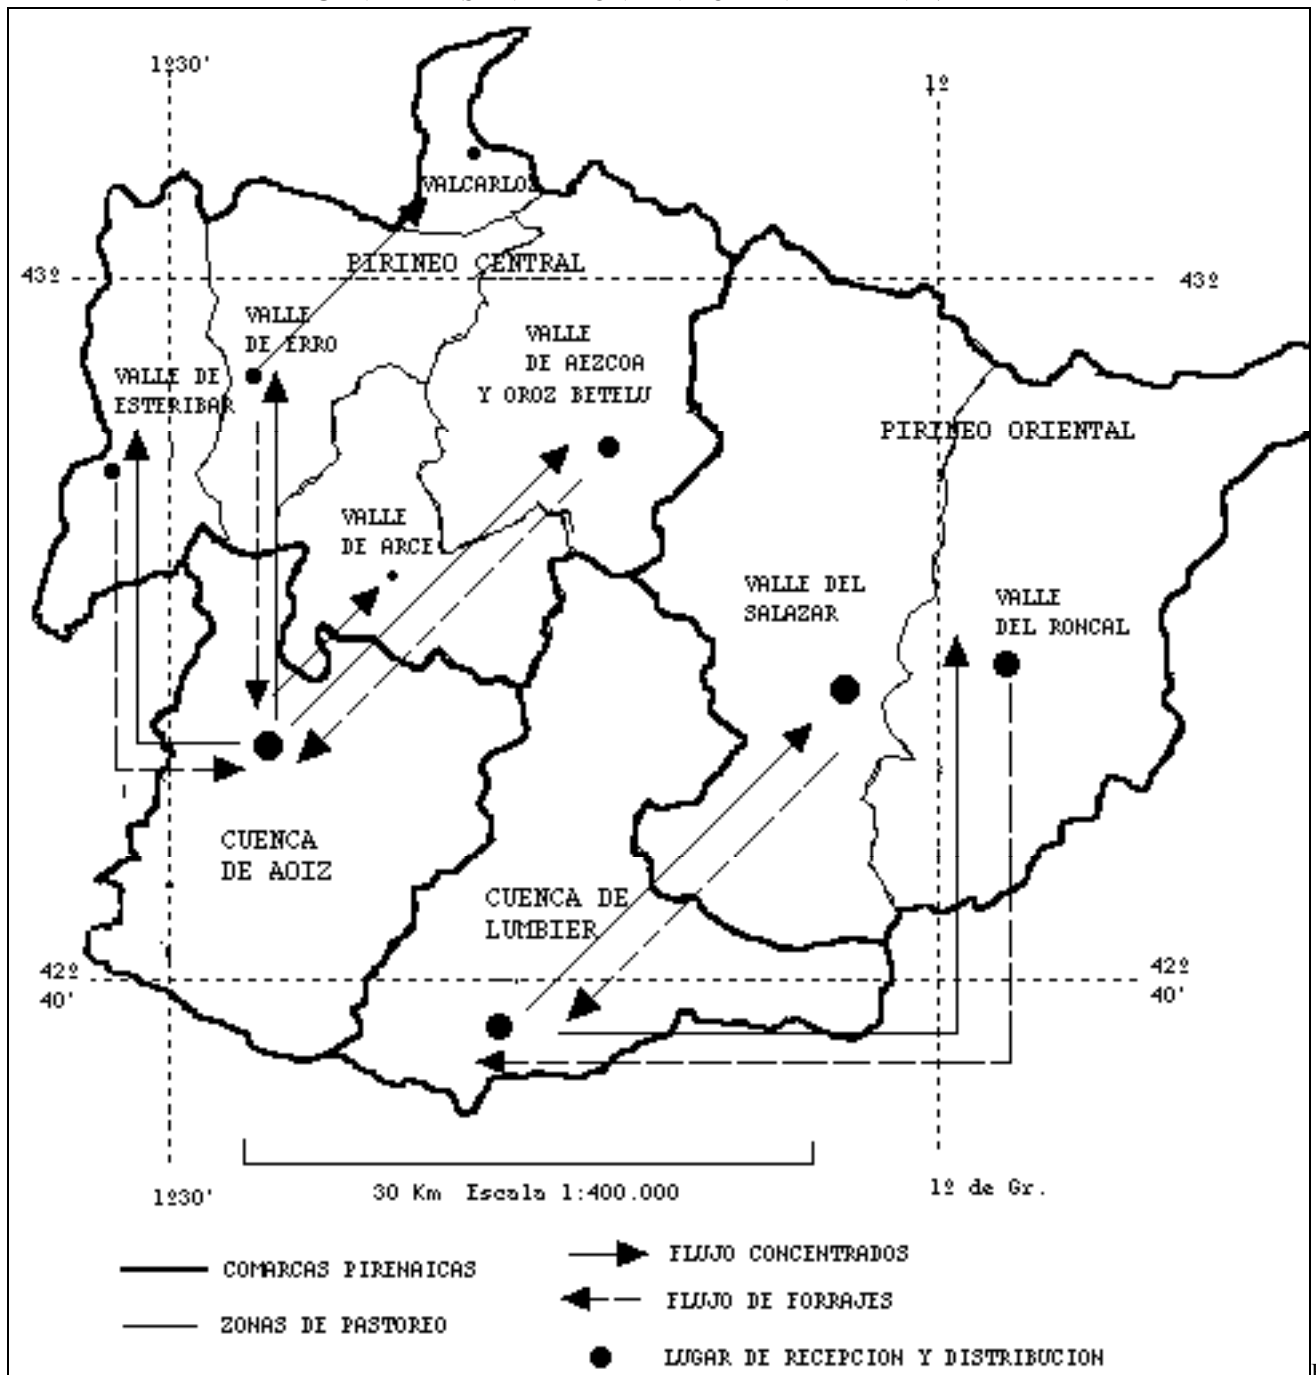 1º30'
1º
VALCARLOS
PIRINEO CENTRAL
43º
43º
VALLE
DE ERRO
VALLE
DE AEZCOA
Y OROZ BETELU
VALLE DE
ESTERIBAR
PIRINEO ORIENTAL
VALLE
DE ARCE
VALLE DEL
SALAZAR
VALLE
DEL RONCAL
CUENCA
DE AOIZ
CUENCA DE
LUMBIER
42º
40'
42º
40'
1º30'
30 Km Escala 1:400.000
1º de Gr.
COMARCAS PIRENAICAS
FLUJO CONCENTRADOS
FLUJO DE FORRAJES
ZONAS DE PASTOREO
LUGAR DE RECEPCION Y DISTRIBUCION